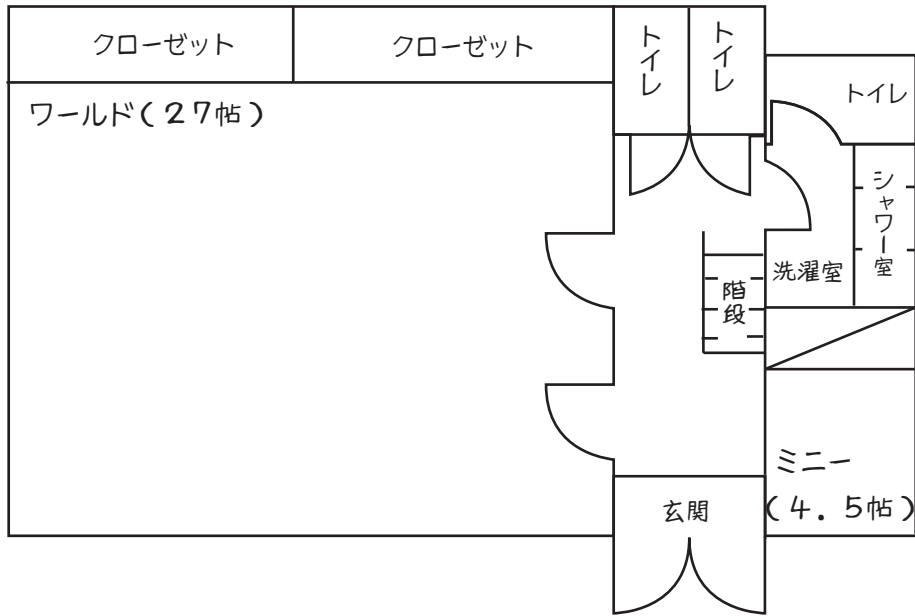 クローゼット
クローゼット
トイレ
トイレ
トイレ
ワールド(27帖)
シャワー室
洗濯室
階段
ミニー
(4.5帖)
玄関